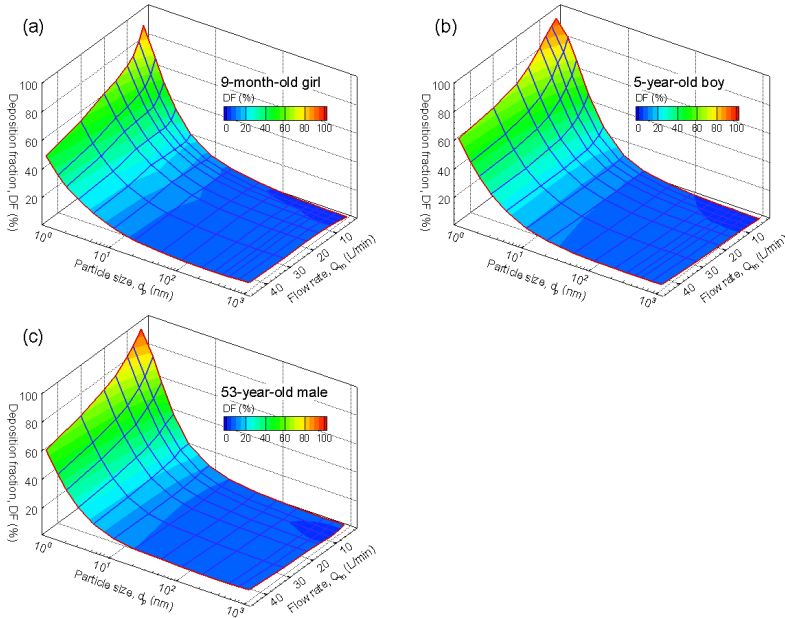 (a)
9-month-old girl
DF (%)
0 20 40 60 80 100
Deposition fraction, DF (%)
100
80
60
40
20
10⁰
10¹
10²
10³
Particle size, dₚ (nm)
40
30
20
10
Flow rate, Qᵢₙ (L/min)
(b)
5-year-old boy
DF (%)
0 20 40 60 80 100
Deposition fraction, DF (%)
100
80
60
40
20
10⁰
10¹
10²
10³
Particle size, dₚ (nm)
40
30
20
10
Flow rate, Qᵢₙ (L/min)
(c)
53-year-old male
DF (%)
0 20 40 60 80 100
Deposition fraction, DF (%)
100
80
60
40
20
10⁰
10¹
10²
10³
Particle size, dₚ (nm)
40
30
20
10
Flow rate, Qᵢₙ (L/min)